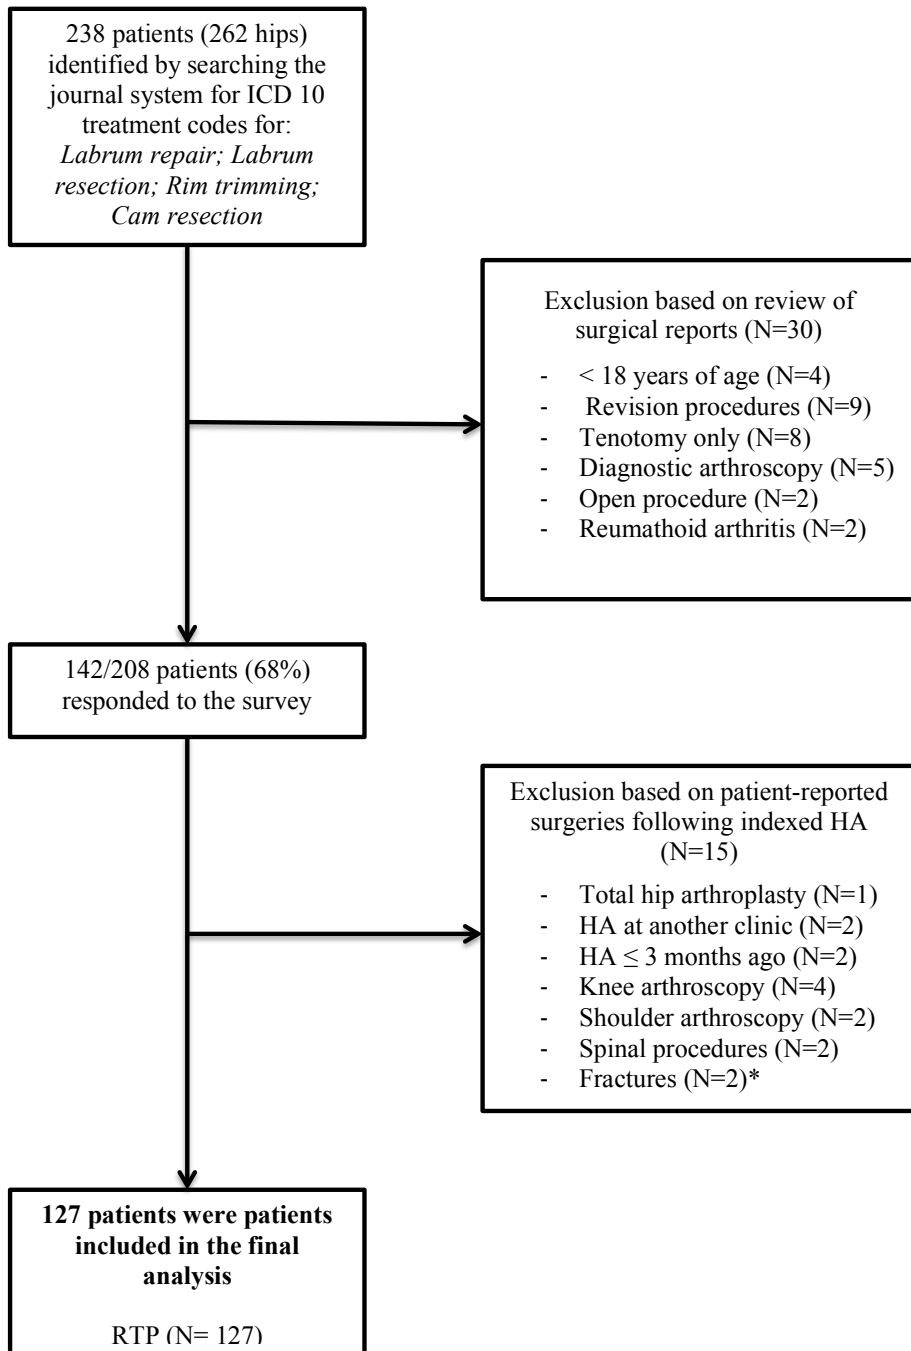 238 patients (262 hips)
identified by searching the
journal system for ICD 10
treatment codes for:
Labrum repair; Labrum
resection; Rim trimming;
Cam resection
Exclusion based on review of
surgical reports (N=30)
- < 18 years of age (N=4)
- Revision procedures (N=9)
- Tenotomy only (N=8)
- Diagnostic arthroscopy (N=5)
- Open procedure (N=2)
- Reumathoid arthritis (N=2)
142/208 patients (68%)
responded to the survey
Exclusion based on patient-reported
surgeries following indexed HA
(N=15)
- Total hip arthroplasty (N=1)
- HA at another clinic (N=2)
- HA ≤ 3 months ago (N=2)
- Knee arthroscopy (N=4)
- Shoulder arthroscopy (N=2)
- Spinal procedures (N=2)
- Fractures (N=2)*
127 patients were patients
included in the final
analysis
RTP (N= 127)